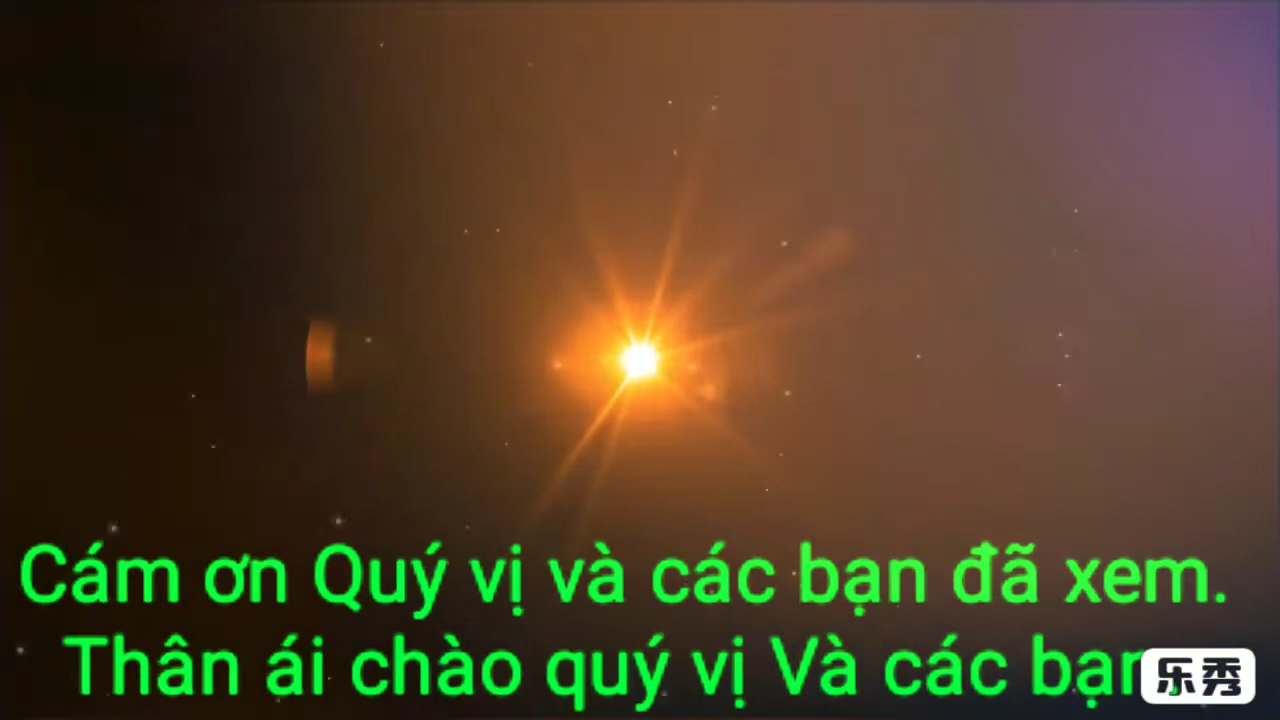 Cám ơn Quý vị và các bạn đã xem.
Thân ái chào quý vị Và các bạn
乐秀